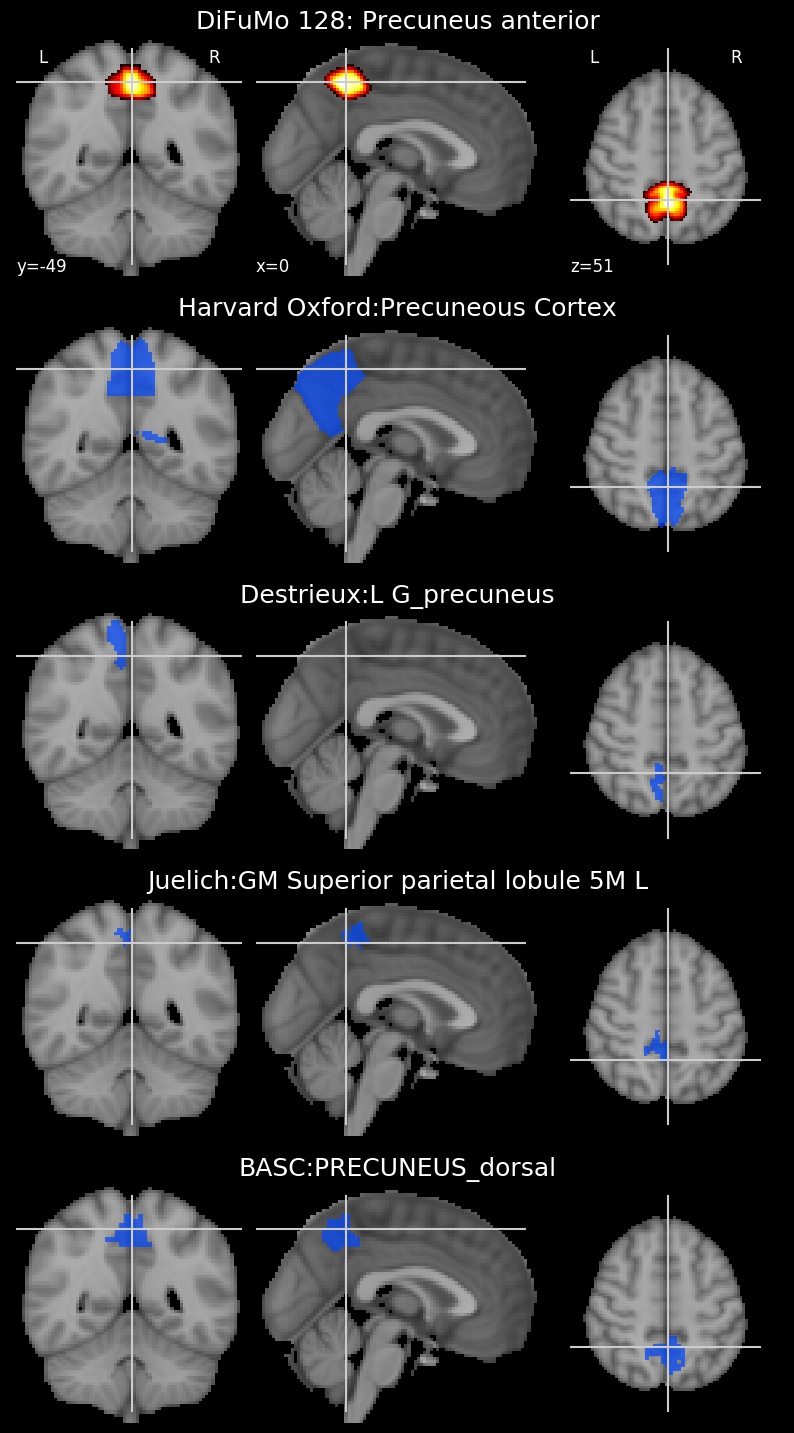 DiFuMo 128: Precuneus anterior
L R L R
y=-49 x=0 z=51
Harvard Oxford:Precuneous Cortex
Destrieux:L G_precuneus
Juelich:GM Superior parietal lobule 5M L
BASC:PRECUNEUS_dorsal